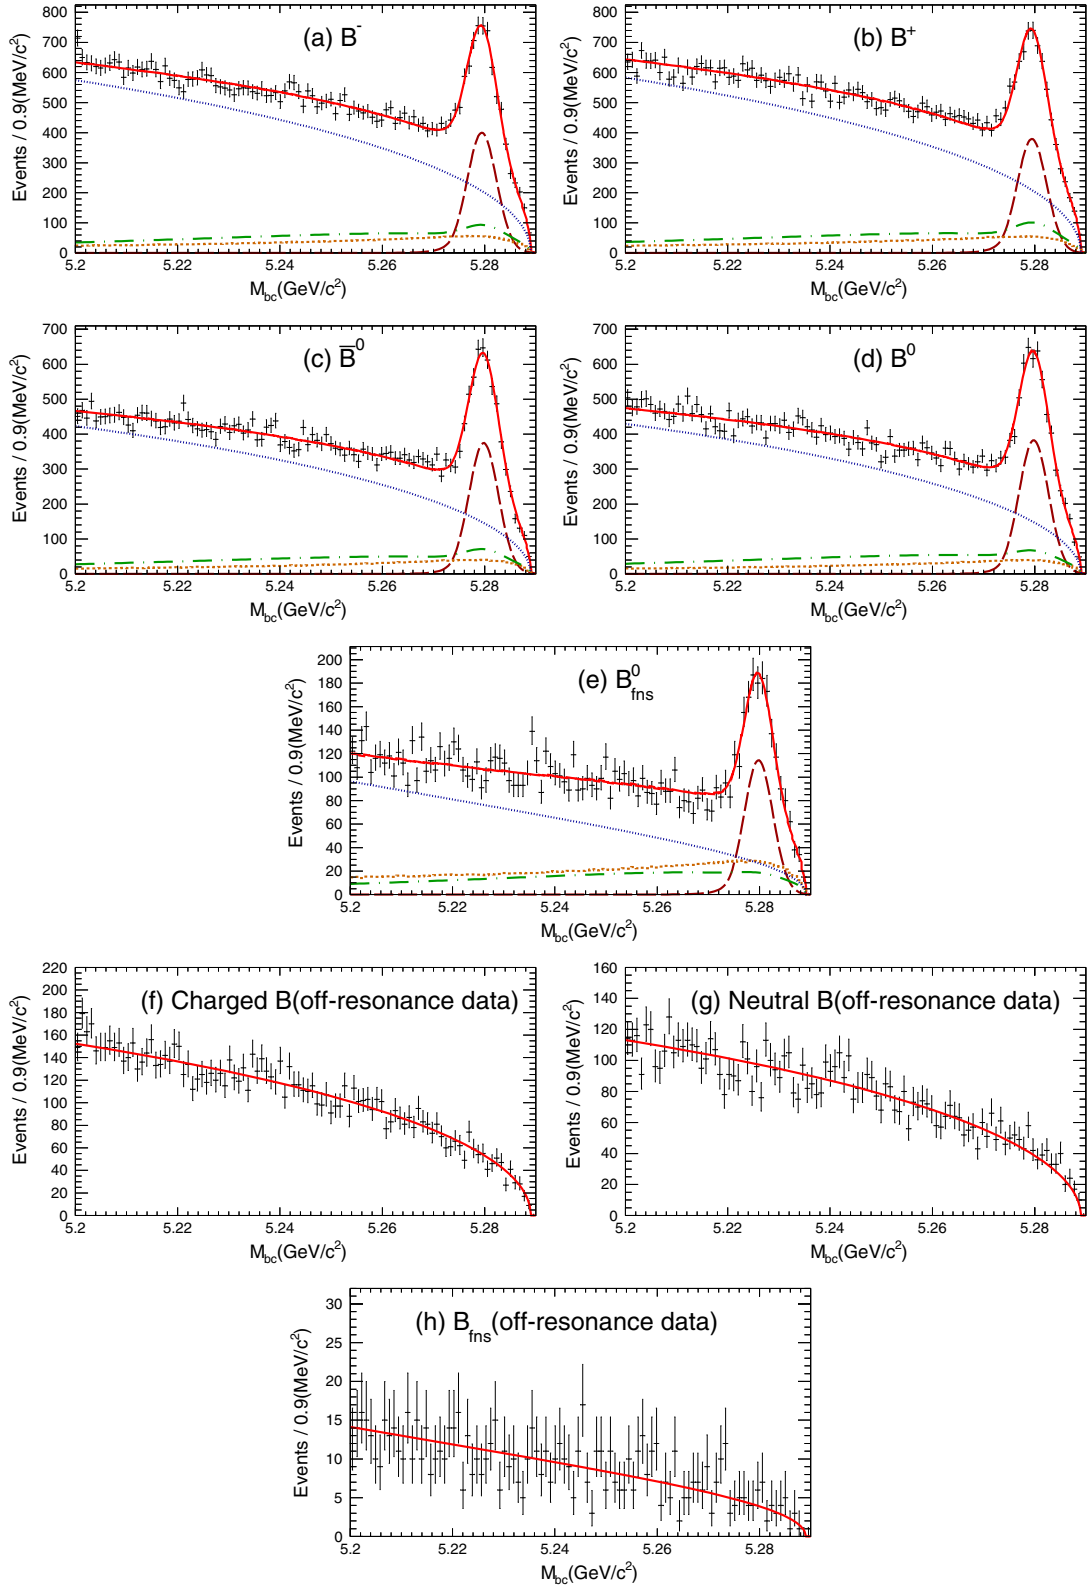 (a) B-
Events / 0.9(MeV/c2)
800
700
600
500
400
300
200
100
0
5.2 5.22 5.24 5.26 5.28
Mbc(GeV/c2)
(b) B+
Events / 0.9(MeV/c2)
800
700
600
500
400
300
200
100
0
5.2 5.22 5.24 5.26 5.28
Mbc(GeV/c2)
(c) B̅0
Events / 0.9(MeV/c2)
700
600
500
400
300
200
100
0
5.2 5.22 5.24 5.26 5.28
Mbc(GeV/c2)
(d) B0
Events / 0.9(MeV/c2)
700
600
500
400
300
200
100
0
5.2 5.22 5.24 5.26 5.28
Mbc(GeV/c2)
(e) B0fns
Events / 0.9(MeV/c2)
200
180
160
140
120
100
80
60
40
20
0
5.2 5.22 5.24 5.26 5.28
Mbc(GeV/c2)
(f) Charged B(off-resonance data)
Events / 0.9(MeV/c2)
220
200
180
160
140
120
100
80
60
40
20
0
5.2 5.22 5.24 5.26 5.28
Mbc(GeV/c2)
(g) Neutral B(off-resonance data)
Events / 0.9(MeV/c2)
160
140
120
100
80
60
40
20
0
5.2 5.22 5.24 5.26 5.28
Mbc(GeV/c2)
(h) Bfns(off-resonance data)
Events / 0.9(MeV/c2)
30
25
20
15
10
5
0
5.2 5.22 5.24 5.26 5.28
Mbc(GeV/c2)